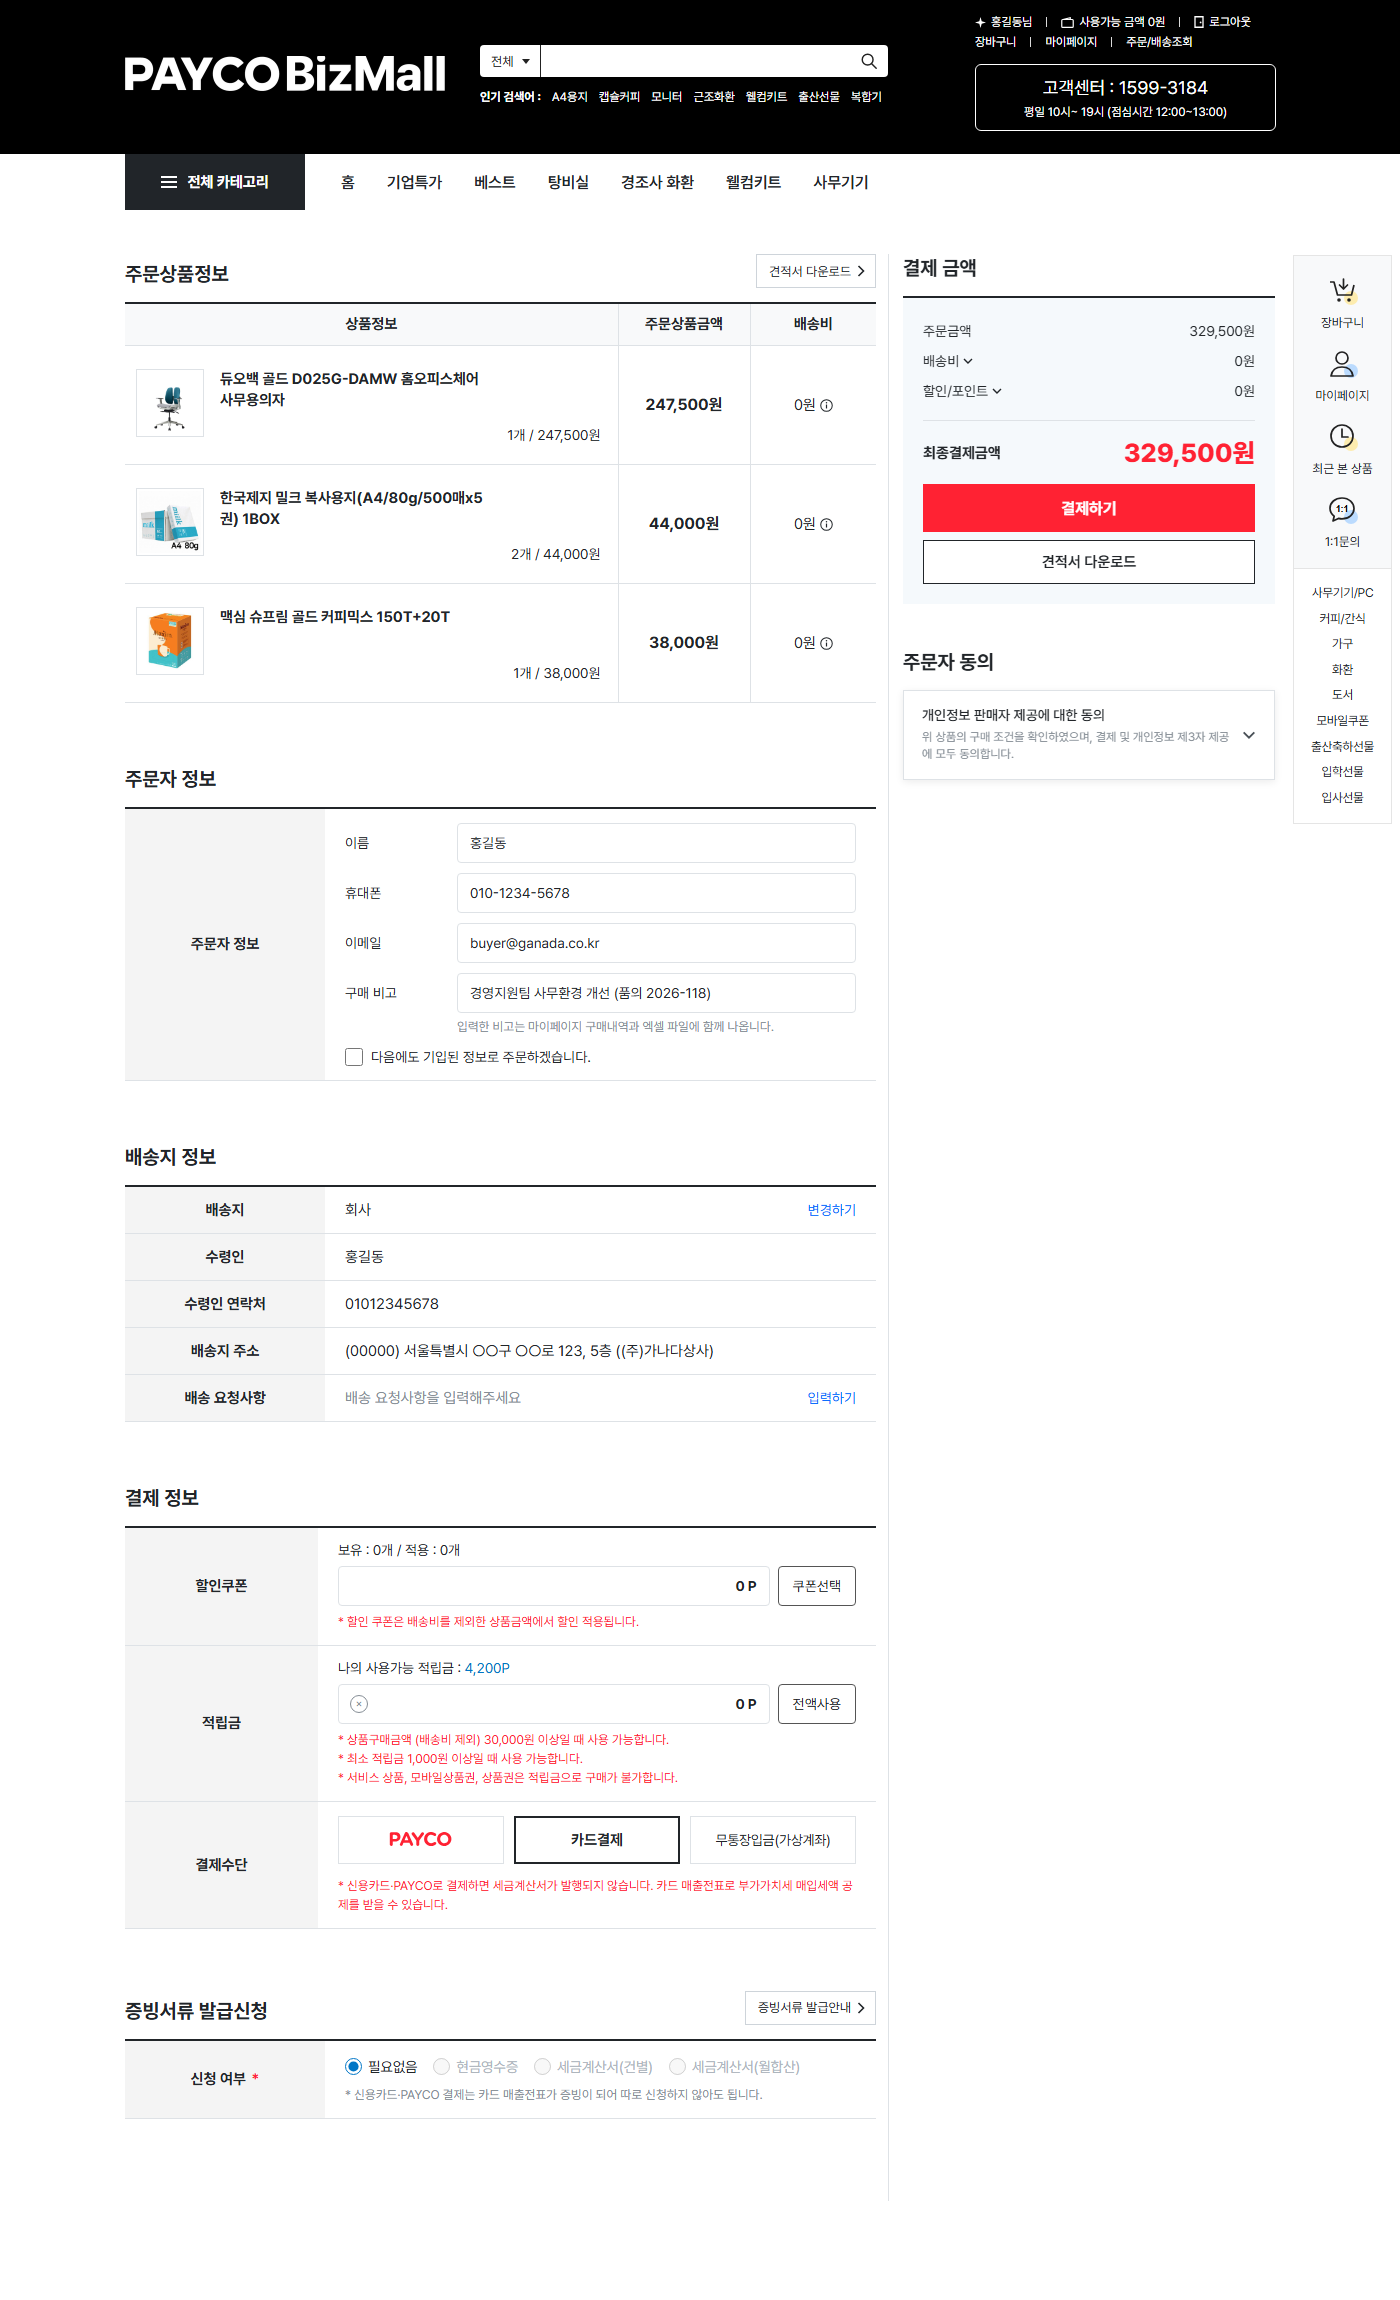 홍길동님 | 사용가능 금액 0원 | 로그아웃
장바구니 | 마이페이지 | 주문/배송조회
PAYCO BizMall
전체
인기 검색어 : A4용지 캡슐커피 모니터 근조화환 웰컴키트 출산선물 복합기
고객센터 : 1599-3184
평일 10시~ 19시 (점심시간 12:00~13:00)
전체 카테고리
홈 기업특가 베스트 탕비실 경조사 화환 웰컴키트 사무기기
주문상품정보
견적서 다운로드
상품정보 주문상품금액 배송비
듀오백 골드 D025G-DAMW 홈오피스체어
사무용의자
1개 / 247,500원
247,500원
0원
한국제지 밀크 복사용지(A4/80g/500매x5
권) 1BOX
milk
A4 80g
2개 / 44,000원
44,000원
0원
맥심 슈프림 골드 커피믹스 150T+20T
1개 / 38,000원
38,000원
0원
주문자 정보
주문자 정보
이름 홍길동
휴대폰 010-1234-5678
이메일 buyer@ganada.co.kr
구매 비고 경영지원팀 사무환경 개선 (품의 2026-118)
입력한 비고는 마이페이지 구매내역과 엑셀 파일에 함께 나옵니다.
다음에도 기입된 정보로 주문하겠습니다.
배송지 정보
배송지 회사 변경하기
수령인 홍길동
수령인 연락처 01012345678
배송지 주소 (00000) 서울특별시 〇〇구 〇〇로 123, 5층 ((주)가나다상사)
배송 요청사항 배송 요청사항을 입력해주세요 입력하기
결제 정보
할인쿠폰
보유 : 0개 / 적용 : 0개
0 P 쿠폰선택
* 할인 쿠폰은 배송비를 제외한 상품금액에서 할인 적용됩니다.
적립금
나의 사용가능 적립금 : 4,200P
0 P 전액사용
* 상품구매금액 (배송비 제외) 30,000원 이상일 때 사용 가능합니다.
* 최소 적립금 1,000원 이상일 때 사용 가능합니다.
* 서비스 상품, 모바일상품권, 상품권은 적립금으로 구매가 불가합니다.
결제수단
PAYCO 카드결제 무통장입금(가상계좌)
* 신용카드·PAYCO로 결제하면 세금계산서가 발행되지 않습니다. 카드 매출전표로 부가가치세 매입세액 공
제를 받을 수 있습니다.
증빙서류 발급신청
증빙서류 발급안내
신청 여부 *
필요없음 현금영수증 세금계산서(건별) 세금계산서(월합산)
* 신용카드·PAYCO 결제는 카드 매출전표가 증빙이 되어 따로 신청하지 않아도 됩니다.
결제 금액
주문금액 329,500원
배송비 0원
할인/포인트 0원
최종결제금액 329,500원
결제하기
견적서 다운로드
주문자 동의
개인정보 판매자 제공에 대한 동의
위 상품의 구매 조건을 확인하였으며, 결제 및 개인정보 제3자 제공
에 모두 동의합니다.
장바구니
마이페이지
최근 본 상품
1:1
1:1문의
사무기기/PC
커피/간식
가구
화환
도서
모바일쿠폰
출산축하선물
입학선물
입사선물